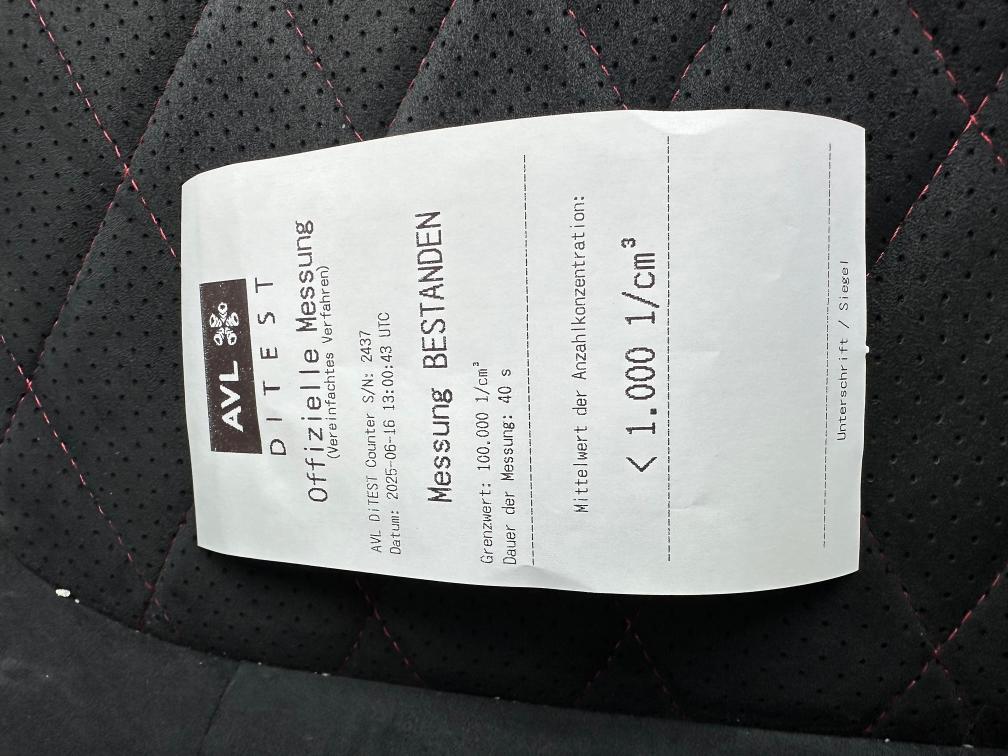 AVL
DITEST
Offizielle Messung
(Vereinfachtes Verfahren)
AVL DiTEST Counter S/N: 2437
Datum: 2025-06-16 13:00:43 UTC
Messung BESTANDEN
Grenzwert: 100.000 1/cm³
Dauer der Messung: 40 s
Mittelwert der Anzahlkonzentration:
< 1.000 1/cm³
Unterschrift / Siegel